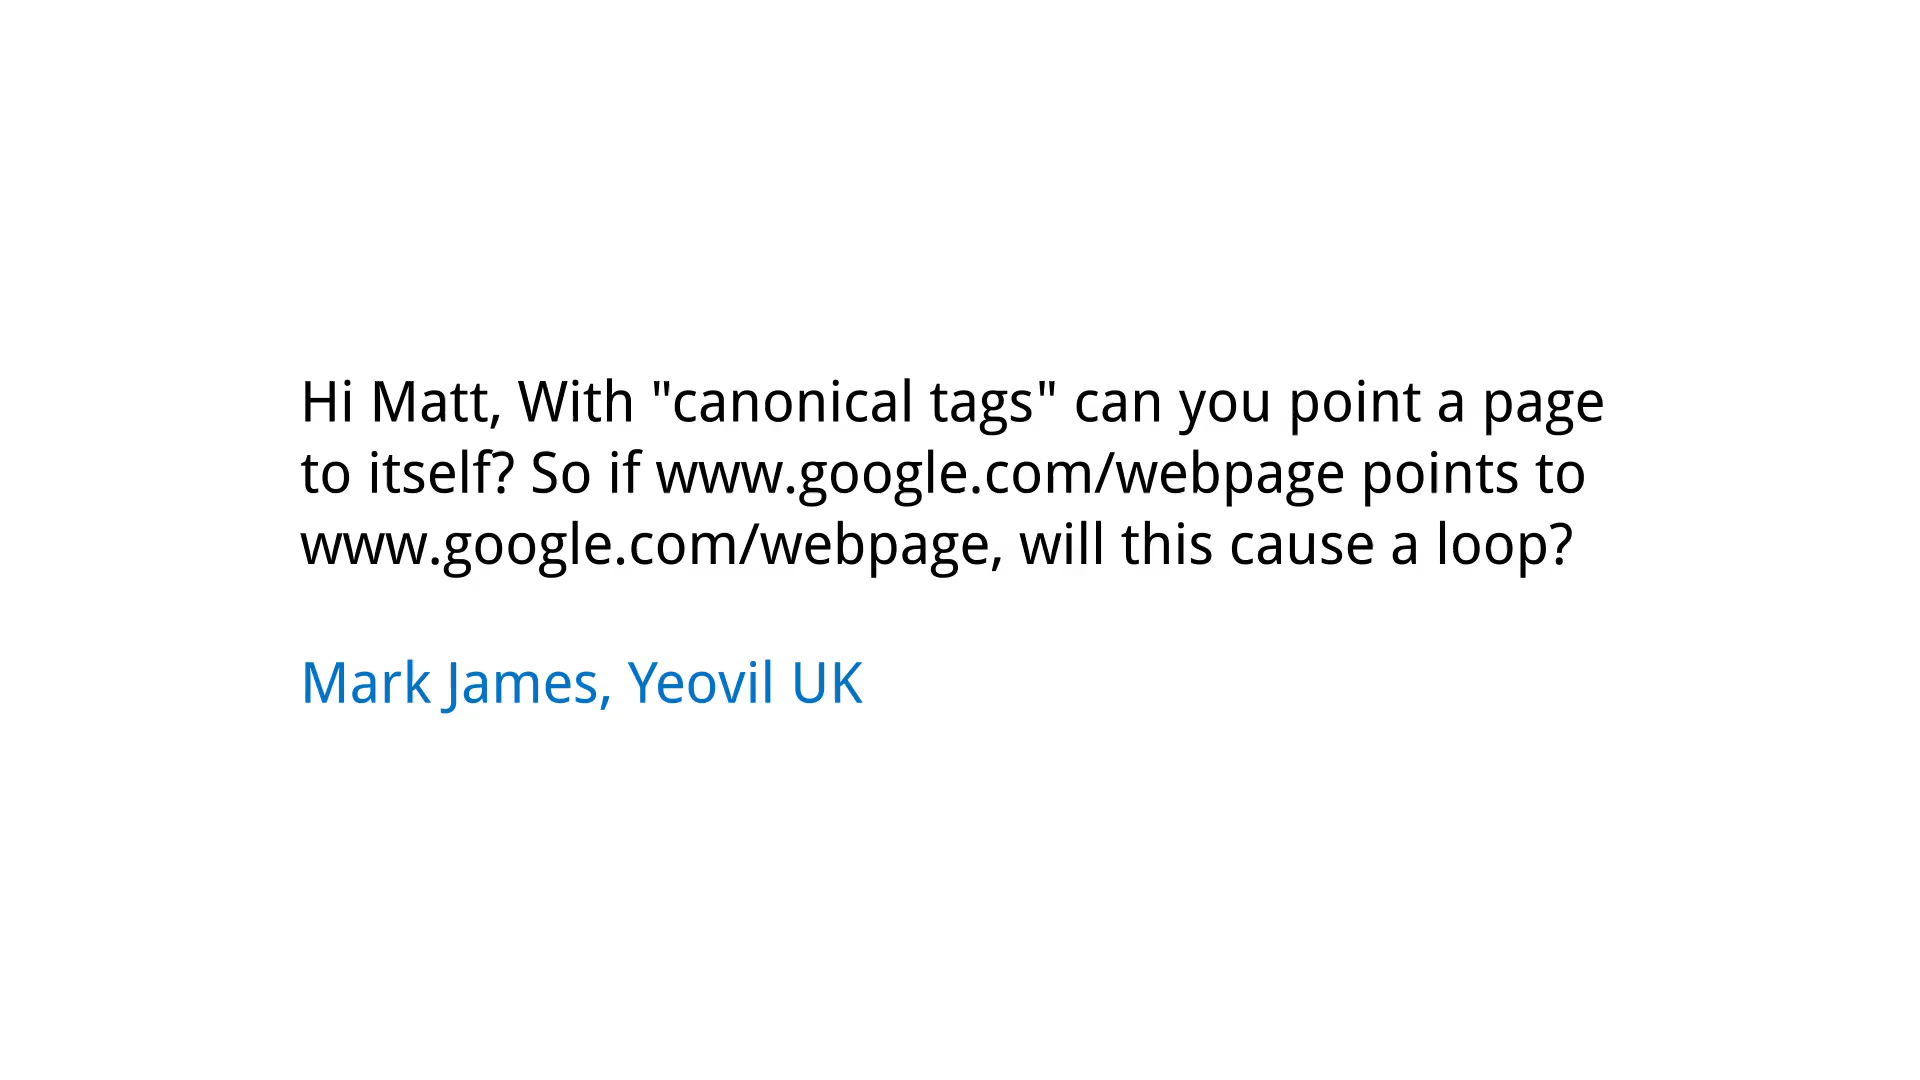 Hi Matt, With "canonical tags" can you point a page
to itself? So if www.google.com/webpage points to
www.google.com/webpage, will this cause a loop?
Mark James, Yeovil UK